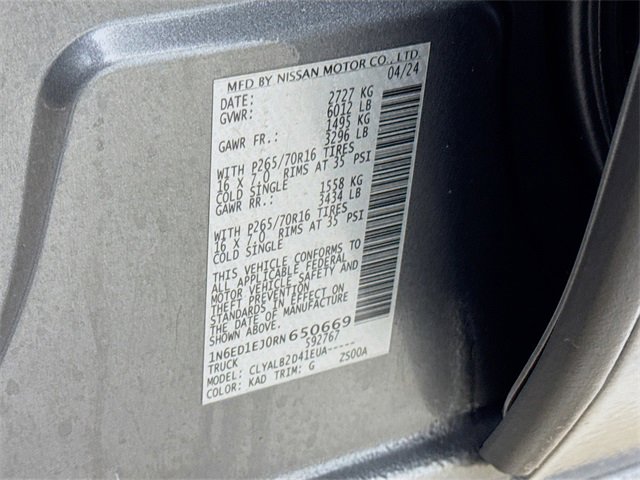 MFD BY NISSAN MOTOR CO., LTD.
DATE: 04/24
GVWR: 2727 KG
6012 LB
GAWR FR.: 1495 KG
3296 LB
WITH P265/70R16 TIRES
16 X 7.0 RIMS AT 35 PSI
COLD SINGLE
GAWR RR.: 1558 KG
3434 LB
WITH P265/70R16 TIRES
16 X 7.0 RIMS AT 35 PSI
COLD SINGLE
THIS VEHICLE CONFORMS TO
ALL APPLICABLE FEDERAL
MOTOR VEHICLE SAFETY AND
THEFT PREVENTION
STANDARDS IN EFFECT ON
THE DATE OF MANUFACTURE
SHOWN ABOVE.
1N6ED1EJ0RN650669
TRUCK 592767
MODEL: CLYALB2D41EUA-----
COLOR: KAD TRIM: G ZS00A